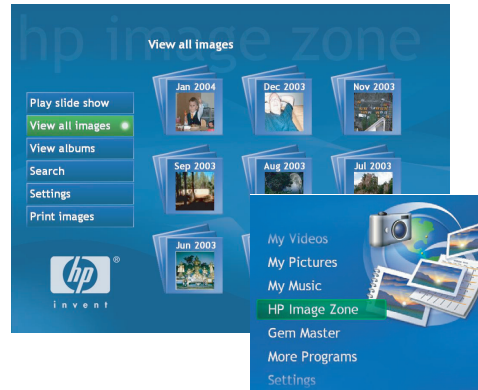 hp image zone
View all images
Jan 2004
Dec 2003
Nov 2003
Play slide show
View all images
View albums
Search
Settings
Print images
Sep 2003
Aug 2003
Jul 2003
Jun 2003
hp
®
invent
My Videos
My Pictures
My Music
HP Image Zone
Gem Master
More Programs
Settings